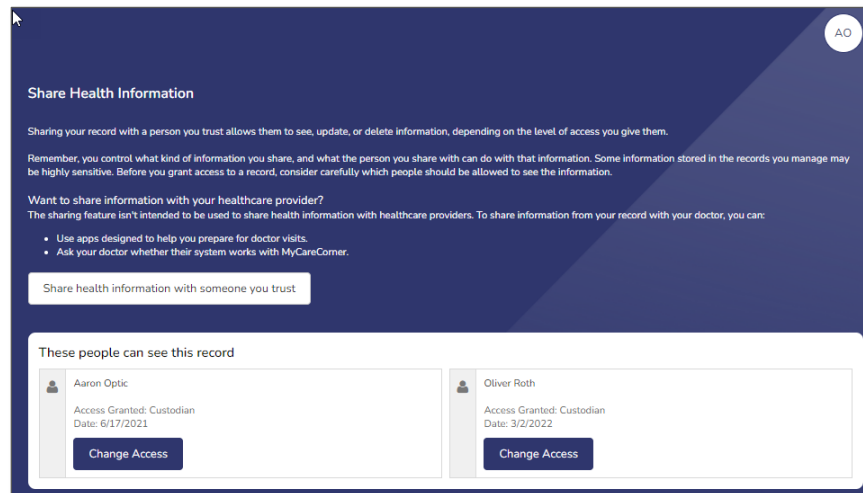 AO
Share Health Information
Sharing your record with a person you trust allows them to see, update, or delete information, depending on the level of access you give them.
Remember, you control what kind of information you share, and what the person you share with can do with that information. Some information stored in the records you manage may
be highly sensitive. Before you grant access to a record, consider carefully which people should be allowed to see the information.
Want to share information with your healthcare provider?
The sharing feature isn't intended to be used to share health information with healthcare providers. To share information from your record with your doctor, you can:
• Use apps designed to help you prepare for doctor visits.
• Ask your doctor whether their system works with MyCareCorner.
Share health information with someone you trust
These people can see this record
Aaron Optic
Access Granted: Custodian
Date: 6/17/2021
Change Access
Oliver Roth
Access Granted: Custodian
Date: 3/2/2022
Change Access